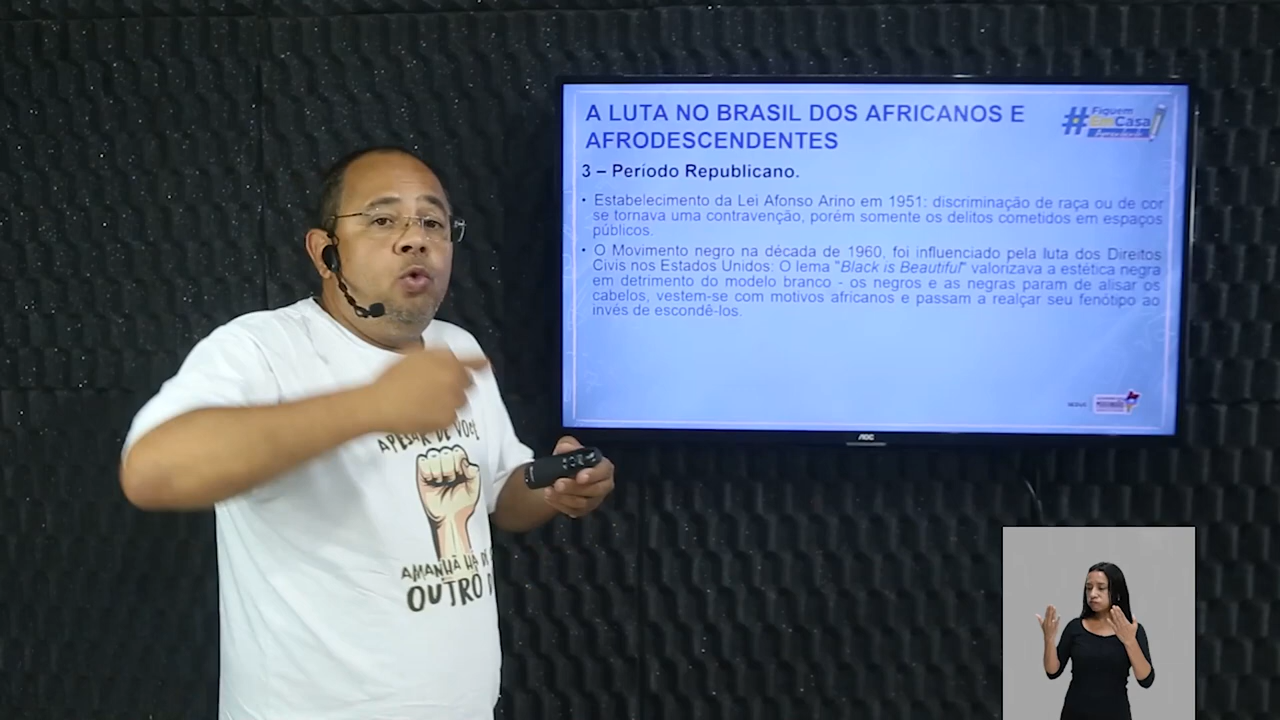 A LUTA NO BRASIL DOS AFRICANOS E
AFRODESCENDENTES
#Fiquem
EmCasa
3 – Período Republicano.
• Estabelecimento da Lei Afonso Arino em 1951: discriminação de raça ou de cor
se tornava uma contravenção, porém somente os delitos cometidos em espaços
públicos.
• O Movimento negro na década de 1960, foi influenciado pela luta dos Direitos
Civis nos Estados Unidos: O lema "Black is Beautiful" valorizava a estética negra
em detrimento do modelo branco - os negros e as negras param de alisar os
cabelos, vestem-se com motivos africanos e passam a realçar seu fenótipo ao
invés de escondê-los.
AOC
APESAR DE VOCÊ
AMANHÃ HÁ DE
OUTRO D